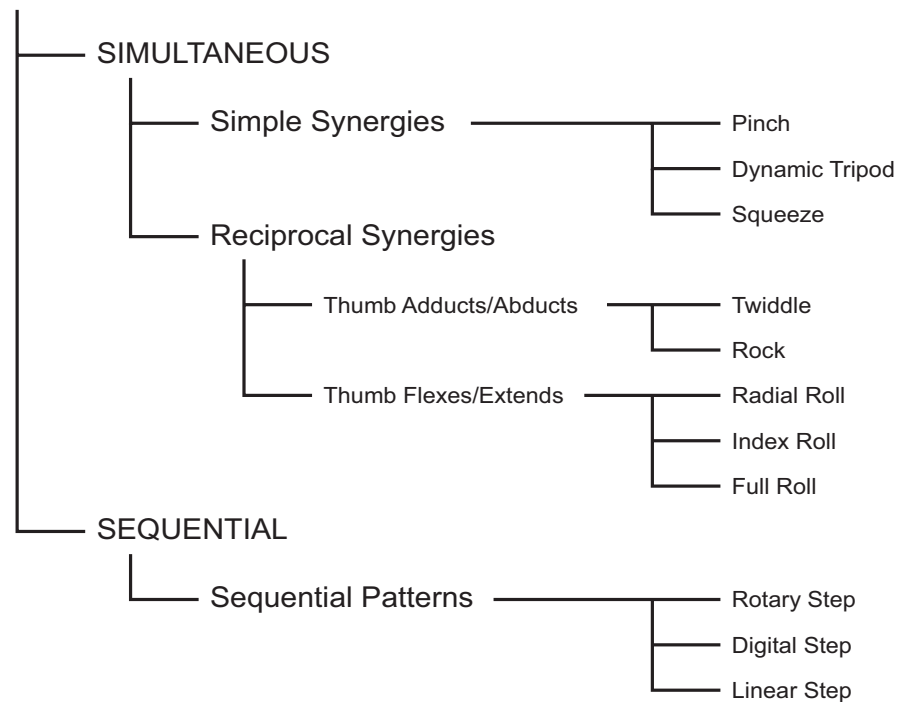 SIMULTANEOUS
Simple Synergies
Pinch
Dynamic Tripod
Squeeze
Reciprocal Synergies
Thumb Adducts/Abducts
Twiddle
Rock
Thumb Flexes/Extends
Radial Roll
Index Roll
Full Roll
SEQUENTIAL
Sequential Patterns
Rotary Step
Digital Step
Linear Step